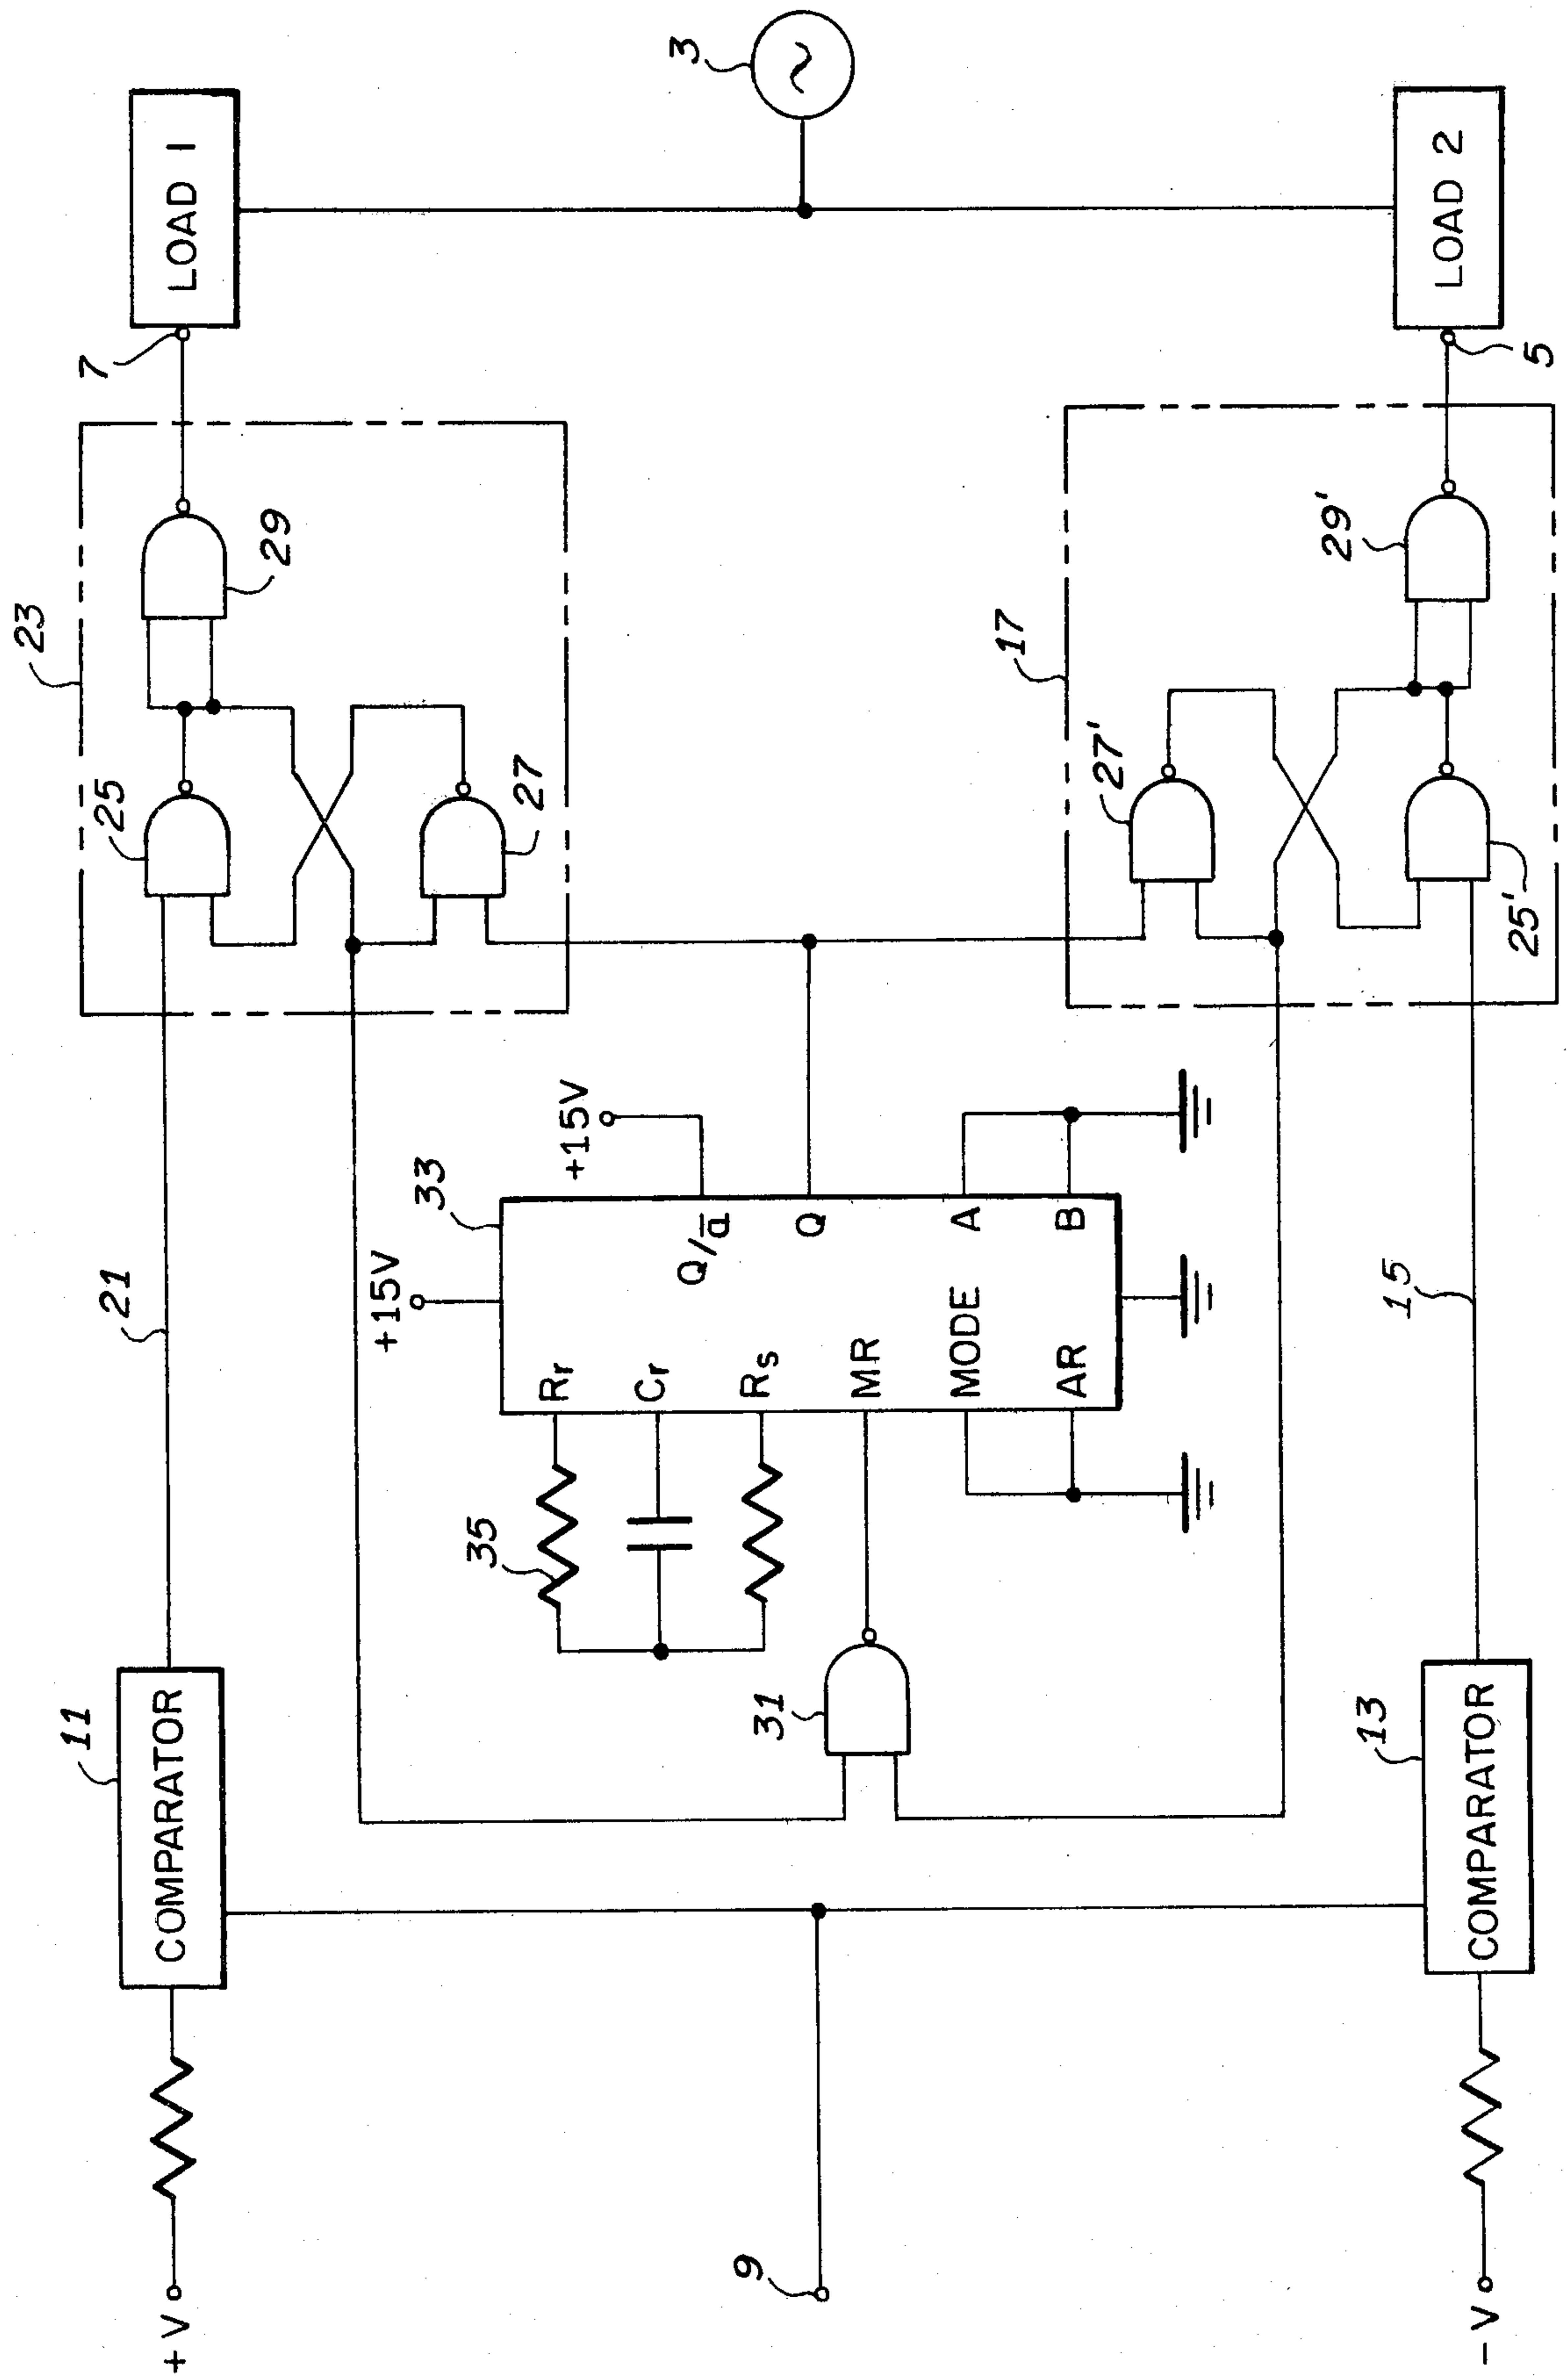 +V
11
COMPARATOR
21
23
25
27
29
7
LOAD 1
3
9
31
35
33
+15V
+15V
Rr
Cr
Rs
MR
MODE
AR
Q/a̅
Q
A
B
-V
13
COMPARATOR
15
17
27'
25'
29'
5
LOAD 2